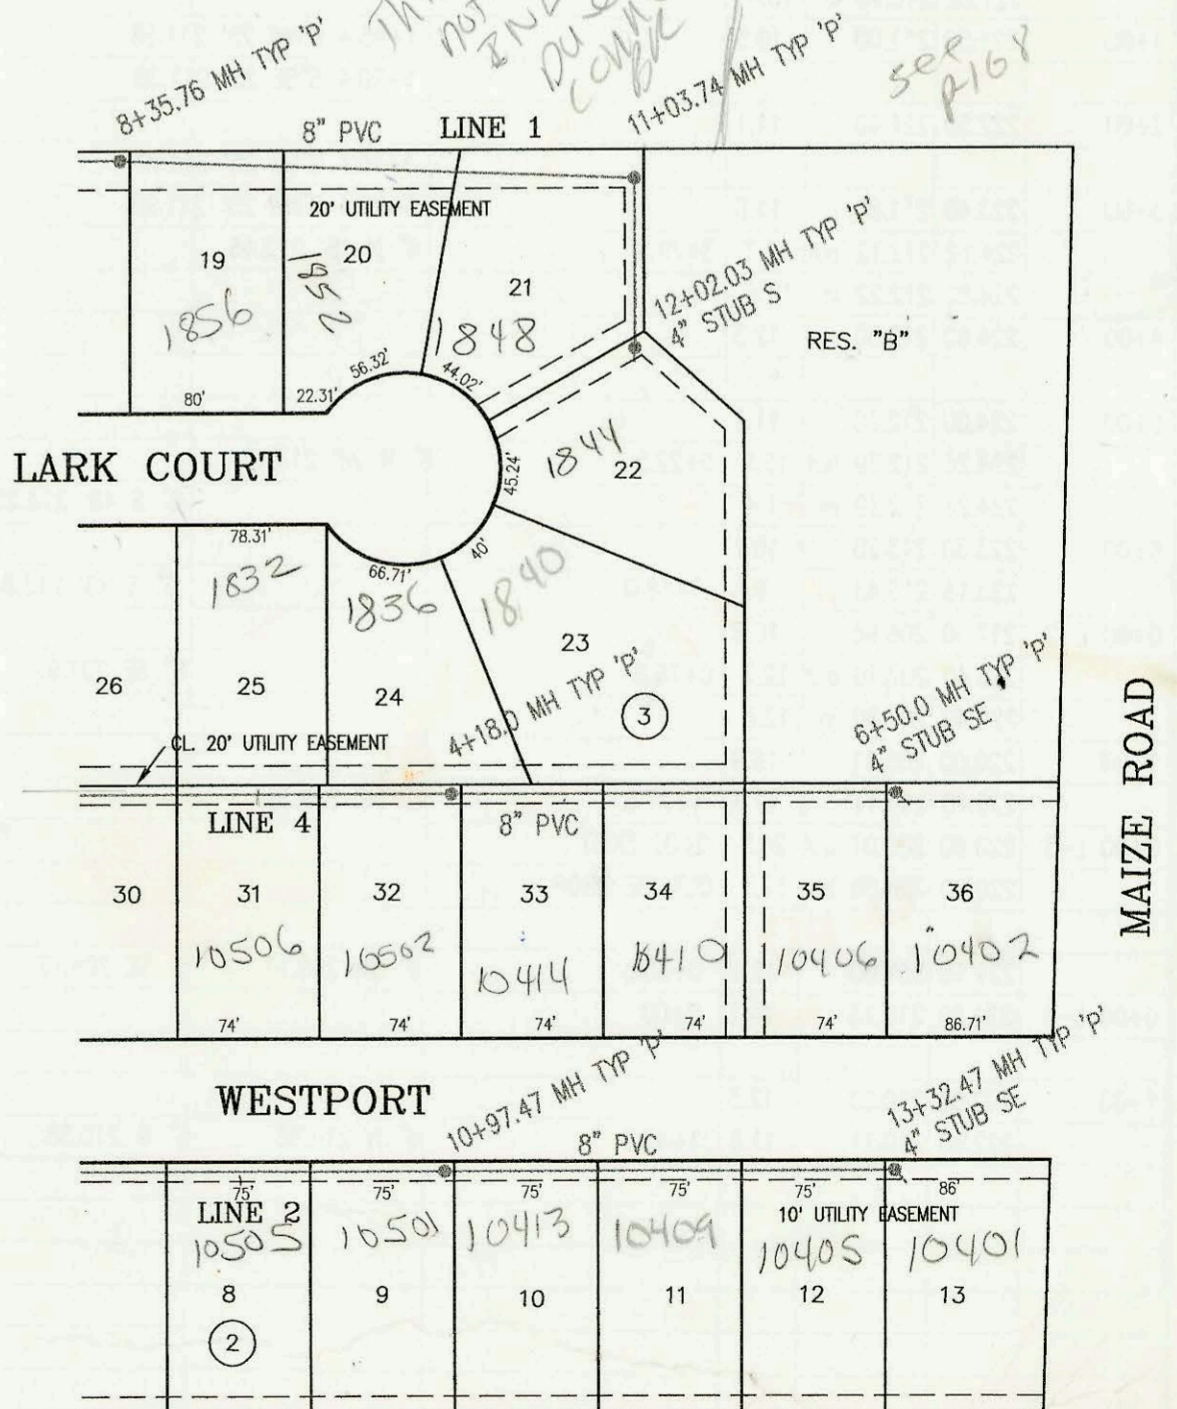 Thi
not
IN
DUe
COMM
see
p-108
8+35.76 MH TYP 'P'
11+03.74 MH TYP 'P'
8" PVC
LINE 1
20' UTILITY EASEMENT
19
20
21
1856
1852
1848
12+02.03 MH TYP 'P'
4" STUB S
RES. "B"
56.32'
44.02'
80'
22.31'
LARK COURT
45.24'
1844
22
78.31'
66.71'
40'
1832
1836
1840
23
26
25
24
3
4+18.0 MH TYP 'P'
6+50.0 MH TYP 'P'
4" STUB SE
CL. 20' UTILITY EASEMENT
MAIZE ROAD
LINE 4
8" PVC
30
31
32
33
34
35
36
10506
10502
10414
10410
10406
10402
74'
74'
74'
74'
74'
86.71'
WESTPORT
10+97.47 MH TYP 'P'
13+32.47 MH TYP 'P'
4" STUB SE
8" PVC
75'
75'
75'
75'
75'
86'
LINE 2
10' UTILITY EASEMENT
10505
10501
10413
10409
10405
10401
8
9
10
11
12
13
2